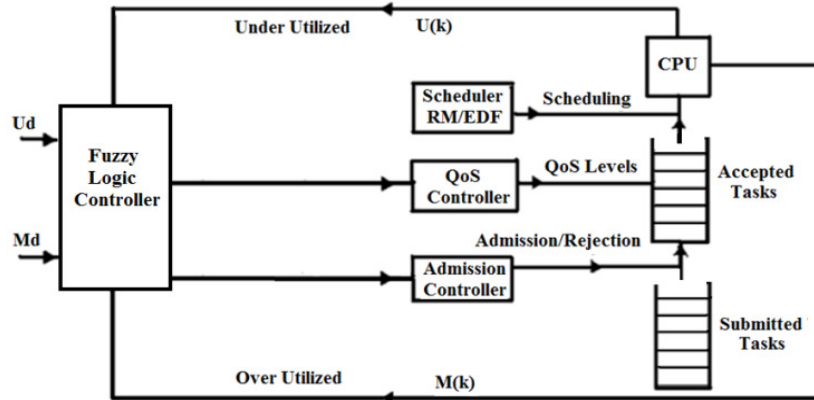 Under Utilized
U(k)
CPU
Scheduler
RM/EDF
Scheduling
Ud
Fuzzy
Logic
Controller
QoS
Controller
QoS Levels
Accepted
Tasks
Md
Admission/Rejection
Admission
Controller
Submitted
Tasks
Over Utilized
M(k)